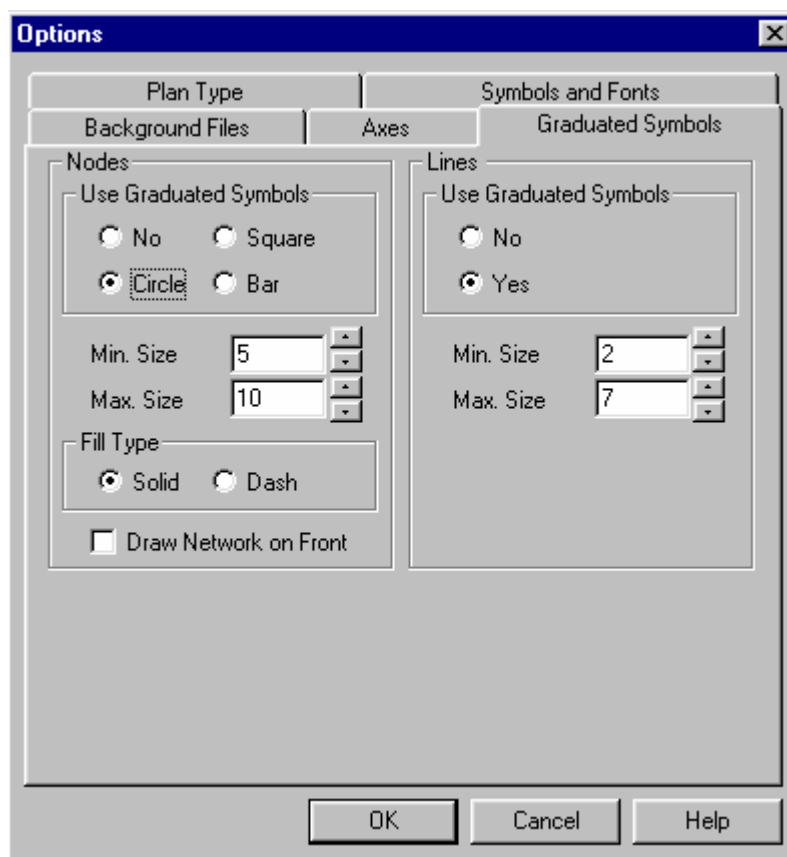 Options
Plan Type
Symbols and Fonts
Background Files
Axes
Graduated Symbols
Nodes
Use Graduated Symbols
No
Square
Circle
Bar
Min. Size
5
Max. Size
10
Fill Type
Solid
Dash
Draw Network on Front
Lines
Use Graduated Symbols
No
Yes
Min. Size
2
Max. Size
7
OK
Cancel
Help